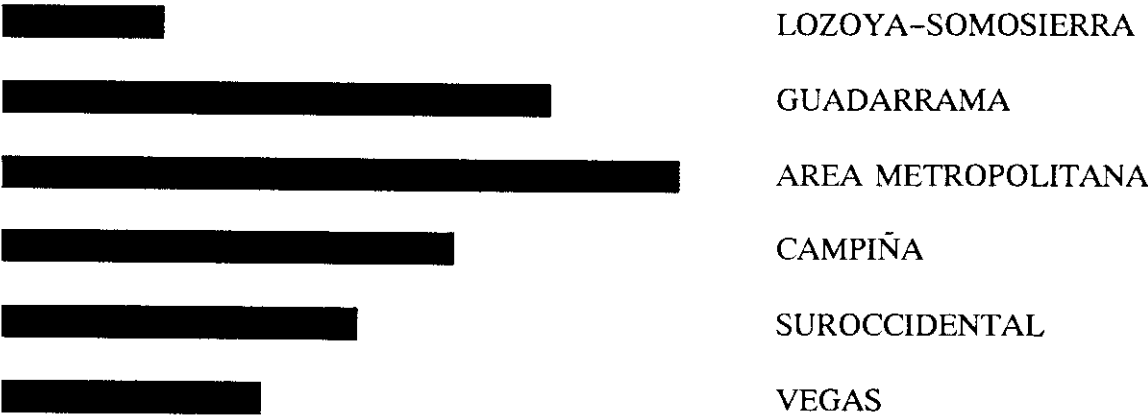 LOZOYA–SOMOSIERRA
GUADARRAMA
AREA METROPOLITANA
CAMPIÑA
SUROCCIDENTAL
VEGAS